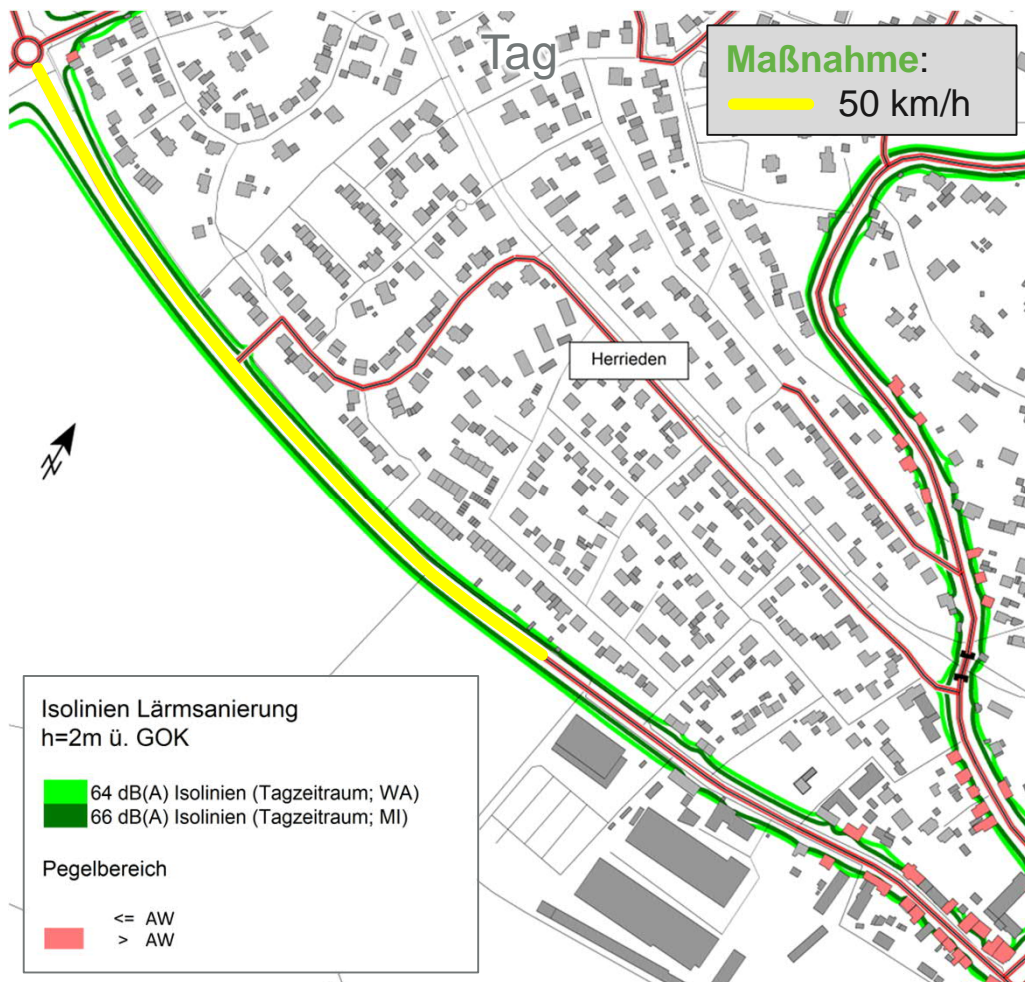 Tag
Maßnahme:
50 km/h
Herrieden
N
Isolinien Lärmsanierung
h=2m ü. GOK
64 dB(A) Isolinien (Tagzeitraum; WA)
66 dB(A) Isolinien (Tagzeitraum; MI)
Pegelbereich
<= AW
> AW